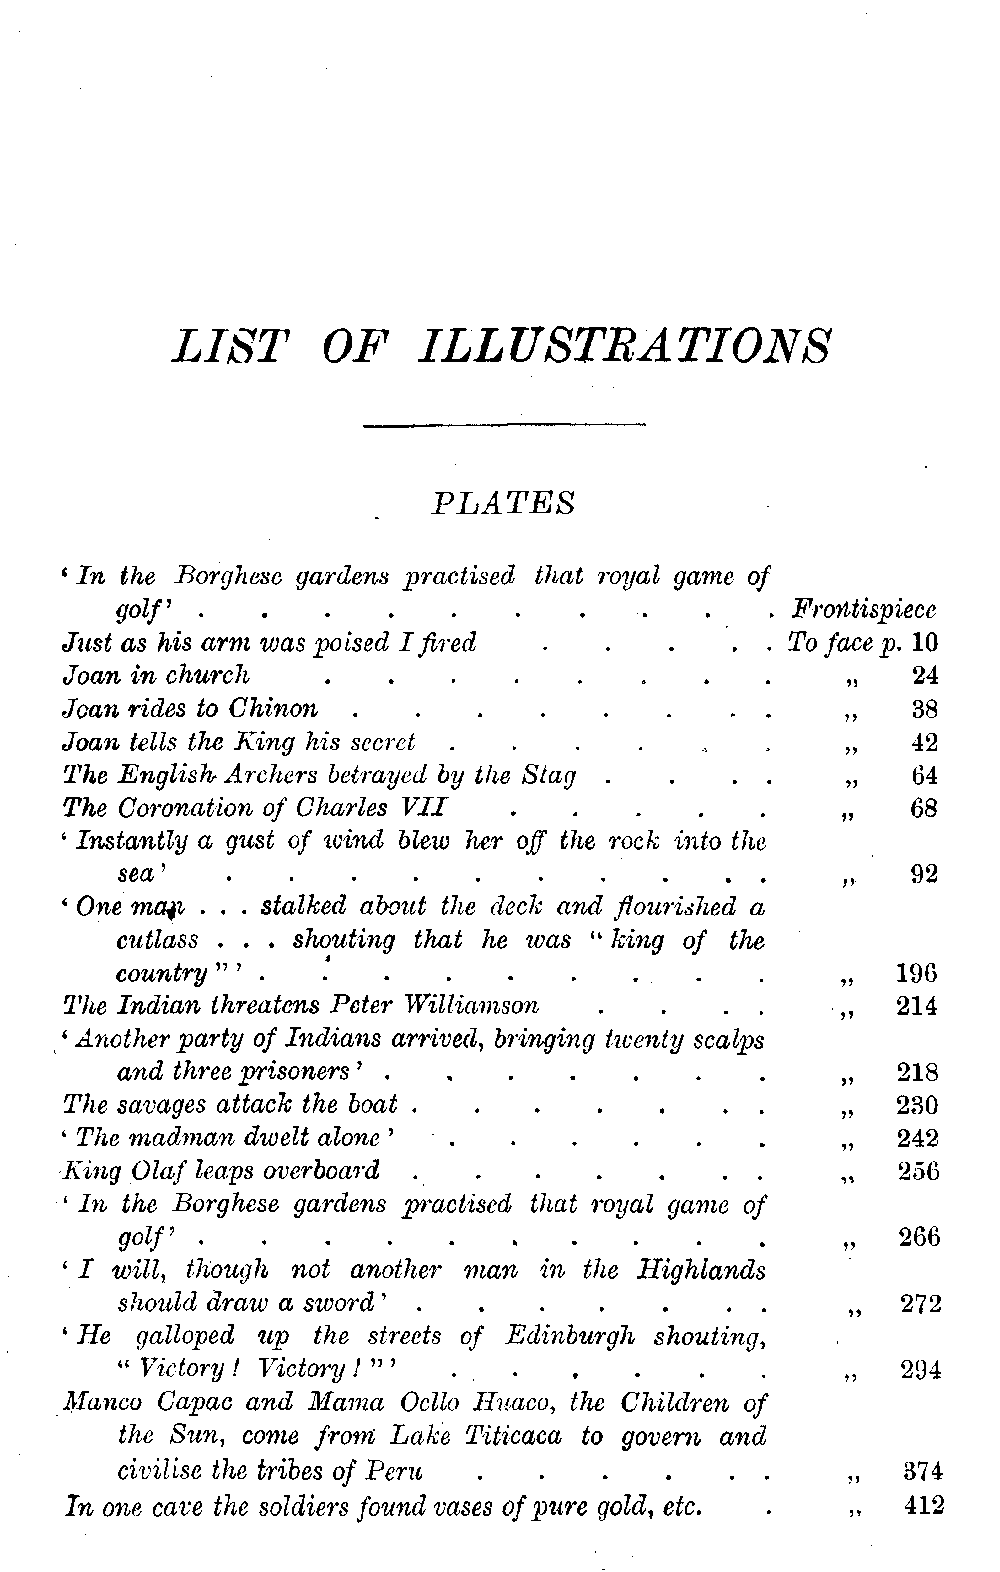 LIST OF ILLUSTRATIONS
PLATES
‘ In the Borghese gardens practised that royal game of
golf’ . . . . . . . . . . Frontispiece
Just as his arm was poised I fired . . . . . To face p. 10
Joan in church . . . . . . . . „ 24
Joan rides to Chinon . . . . . . . . „ 38
Joan tells the King his secret . . . . . . „ 42
The English Archers betrayed by the Stag . . . . „ 64
The Coronation of Charles VII . . . . . „ 68
‘ Instantly a gust of wind blew her off the rock into the
sea’ . . . . . . . . . . „ 92
‘ One man . . . stalked about the deck and flourished a
cutlass . . . shouting that he was “ king of the
country ” ’ . . . . . . . . . „ 196
The Indian threatens Peter Williamson . . . . „ 214
‘ Another party of Indians arrived, bringing twenty scalps
and three prisoners ’ . . . . . . . „ 218
The savages attack the boat . . . . . . . „ 230
‘ The madman dwelt alone ’ . . . . . . „ 242
King Olaf leaps overboard . . . . . . . „ 256
‘ In the Borghese gardens practised that royal game of
golf’ . . . . . . . . . . „ 266
‘ I will, though not another man in the Highlands
should draw a sword’ . . . . . . . „ 272
‘ He galloped up the streets of Edinburgh shouting,
“ Victory ! Victory ! ” ’ . . . . . . „ 294
Manco Capac and Mama Ocllo Huaco, the Children of
the Sun, come from Lake Titicaca to govern and
civilise the tribes of Peru . . . . . . „ 374
In one cave the soldiers found vases of pure gold, etc. . „ 412